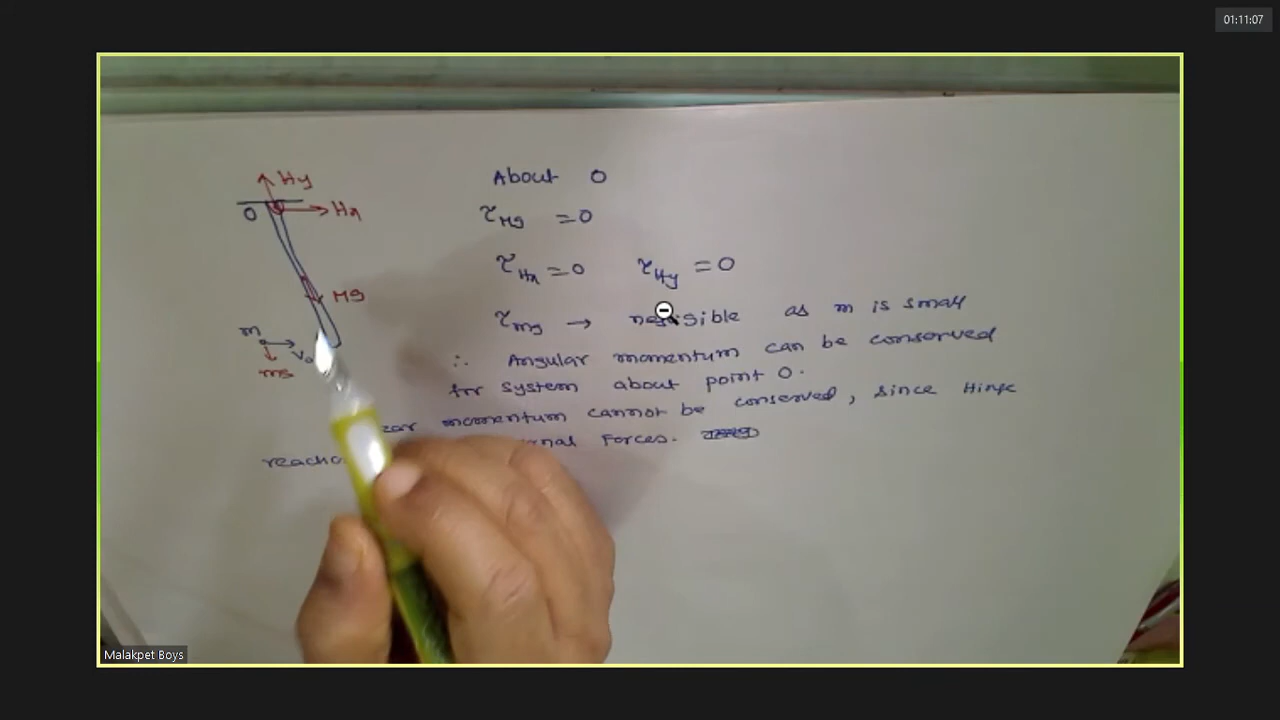 01:11:07
Hy
O
Hx
Mg
m
V₀
mg
About O
τMg = 0
τHx = 0 τHy = 0
τmg → negligible as m is small
∴ Angular momentum can be conserved
for system about point O.
momentum cannot be conserved, since Hinge
Forces.
Malakpet Boys